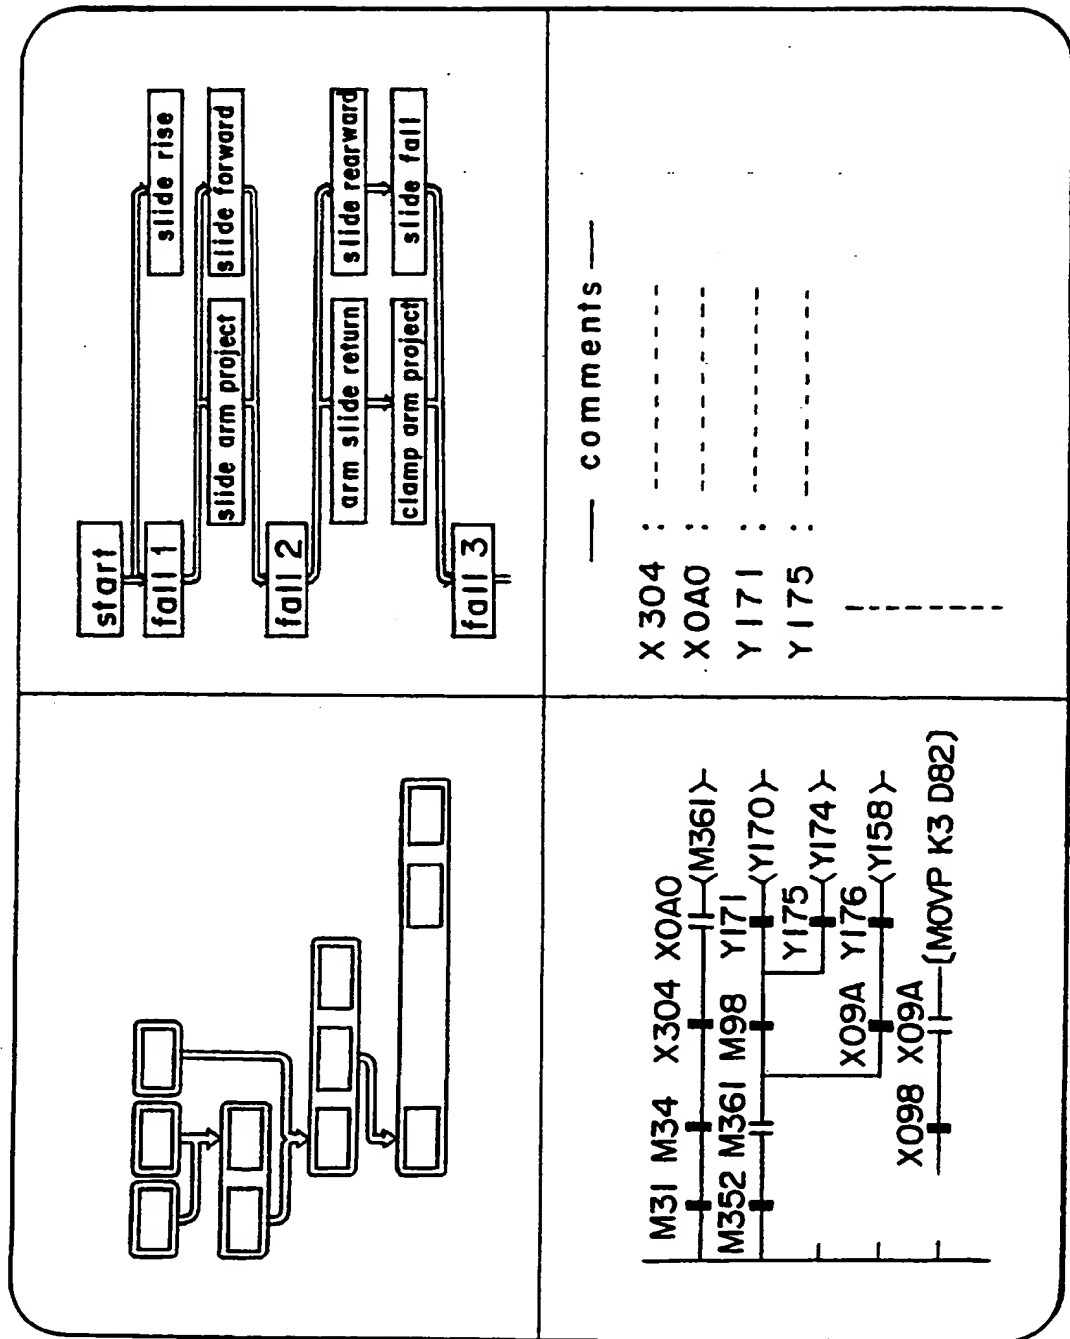 start
fall 1
slide rise
slide arm project
slide forward
fall 2
arm slide return
slide rearward
clamp arm project
slide fall
fall 3
M31 M34 X304 X0A0
(M361)
M352 M361 M98 Y171
(Y170)
Y175
(Y174)
X09A Y176
(Y158)
X098 X09A
[MOVP K3 D82]
comments
X304 :
X0A0 :
Y171 :
Y175 :